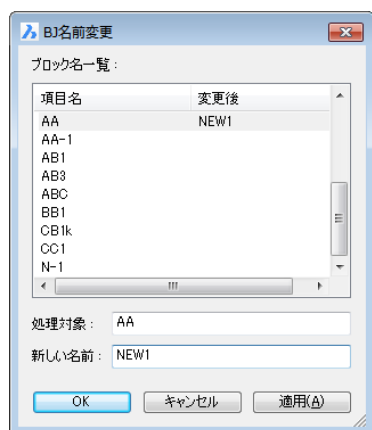 BJ名前変更
ブロック名一覧：
項目名 変更後
AA NEW1
AA-1
AB1
AB3
ABC
BB1
CB1k
CC1
N-1
処理対象： AA
新しい名前： NEW1
OK キャンセル 適用(A)